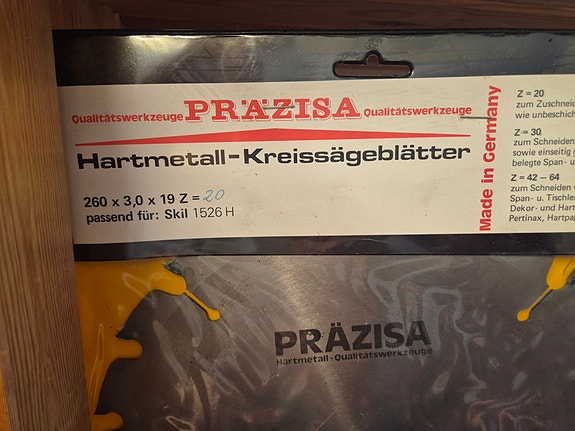 Qualitätswerkzeuge PRÄZISA Qualitätswerkzeuge
Hartmetall-Kreissägeblätter
260 x 3,0 x 19 Z = 20
passend für: Skil 1526 H
Made in Germany
Z = 20
zum Zuschneid
wie unbeschich
Z = 30
zum Schneiden
sowie einseitig
belegte Span- u
Z = 42 – 64
zum Schneiden
Span- u. Tischler
Dekor- und Hart
Pertinax, Hartpap
PRÄZISA
Hartmetall-Qualitätswerkzeuge